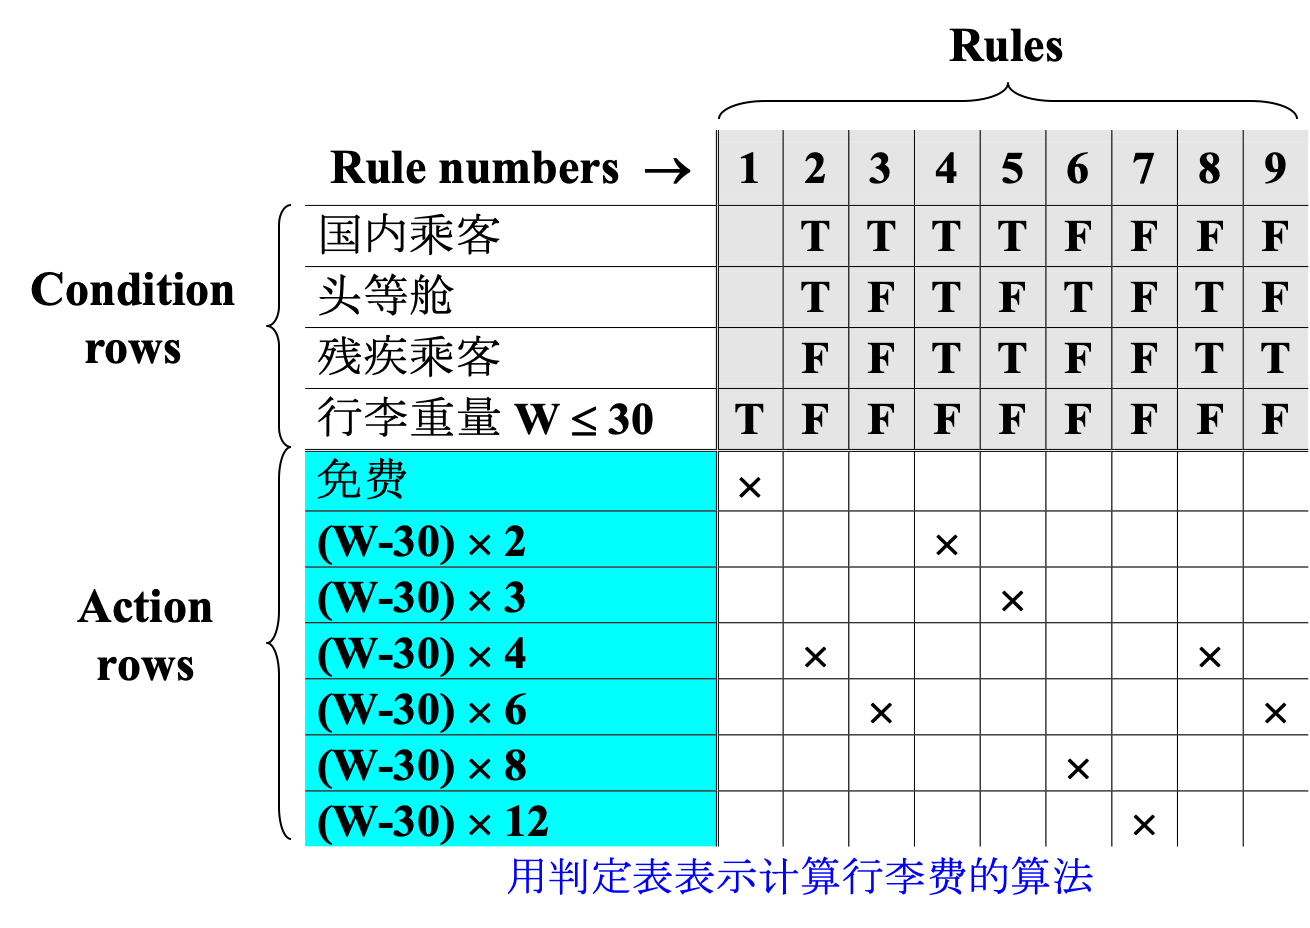 Rules
Rule numbers → 1 2 3 4 5 6 7 8 9
Condition rows
国内乘客 T T T T F F F F
头等舱 T F T F T F T F
残疾乘客 F F T T F F T T
行李重量 W ≤ 30 T F F F F F F F F
Action rows
免费 ×
(W-30) × 2 ×
(W-30) × 3 ×
(W-30) × 4 × ×
(W-30) × 6 × ×
(W-30) × 8 ×
(W-30) × 12 ×
用判定表表示计算行李费的算法